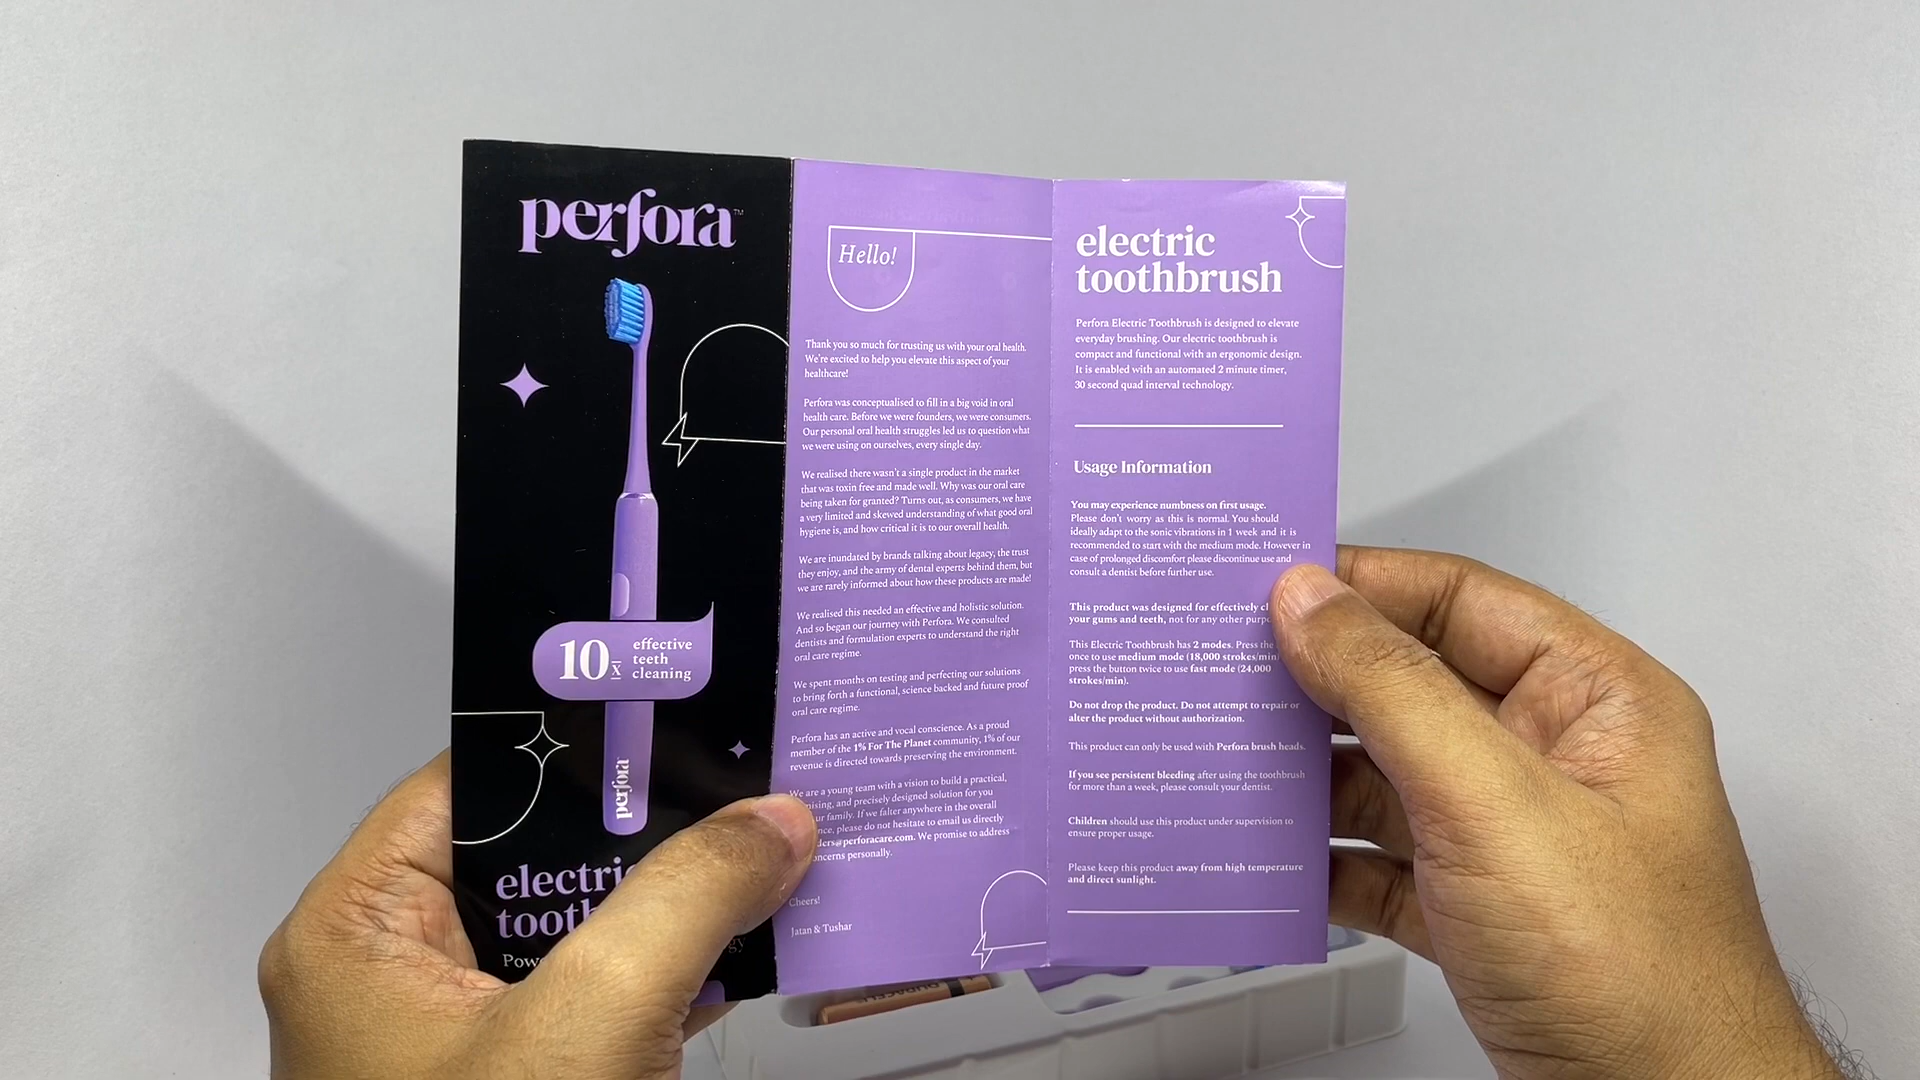 perfora™
10x
effective
teeth
cleaning
perfora
electric
Hello!
Thank you so much for trusting us with your oral health.
We're excited to help you elevate this aspect of your
healthcare!
Perfora was conceptualised to fill in a big void in oral
health care. Before we were founders, we were consumers.
Our personal oral health struggles led us to question what
we were using on ourselves, every single day.
We realised there wasn't a single product in the market
that was toxin free and made well. Why was our oral care
being taken for granted? Turns out, as consumers, we have
a very limited and skewed understanding of what good oral
hygiene is, and how critical it is to our overall health.
We are inundated by brands talking about legacy, the trust
they enjoy, and the army of dental experts behind them, but
we are rarely informed about how these products are made!
We realised this needed an effective and holistic solution.
And so began our journey with Perfora. We consulted
dentists and formulation experts to understand the right
oral care regime.
We spent months on testing and perfecting our solutions
to bring forth a functional, science backed and future proof
oral care regime.
Perfora has an active and vocal conscience. As a proud
member of the 1% For The Planet community, 1% of our
revenue is directed towards preserving the environment.
We are a young team with a vision to build a practical,
and precisely designed solution for you
family. If we falter anywhere in the overall
please do not hesitate to email us directly
@perforacare.com. We promise to address
personally.
Cheers!
Jatan & Tushar
electric
toothbrush
Perfora Electric Toothbrush is designed to elevate
everyday brushing. Our electric toothbrush is
compact and functional with an ergonomic design.
It is enabled with an automated 2 minute timer,
30 second quad interval technology.
Usage Information
You may experience numbness on first usage.
Please don't worry as this is normal. You should
ideally adapt to the sonic vibrations in 1 week and it is
recommended to start with the medium mode. However in
case of prolonged discomfort please discontinue use and
consult a dentist before further use.
This product was designed for effectively
your gums and teeth, not for any other
This Electric Toothbrush has 2 modes. Press the
once to use medium mode (18,000 strokes/min)
press the button twice to use fast mode (24,000
strokes/min).
Do not drop the product. Do not attempt to repair or
alter the product without authorization.
This product can only be used with Perfora brush heads.
If you see persistent bleeding after using the toothbrush
for more than a week, please consult your dentist.
Children should use this product under supervision to
ensure proper usage.
Please keep this product away from high temperature
and direct sunlight.
DURACELL